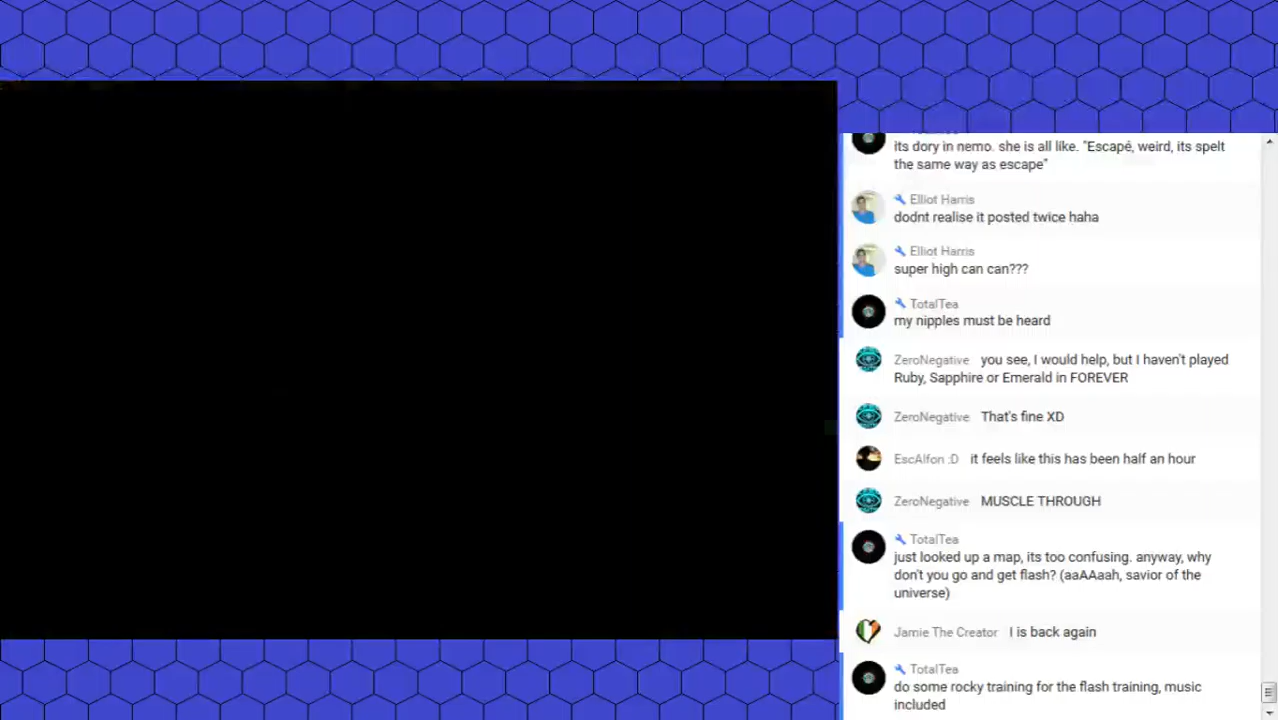 its dory in nemo. she is all like. "Escapé, weird, its spelt
the same way as escape"
Elliot Harris
dodnt realise it posted twice haha
Elliot Harris
super high can can???
TotalTea
my nipples must be heard
ZeroNegative you see, I would help, but I haven't played
Ruby, Sapphire or Emerald in FOREVER
ZeroNegative That's fine XD
EscAlfon :D it feels like this has been half an hour
ZeroNegative MUSCLE THROUGH
TotalTea
just looked up a map, its too confusing. anyway, why
don't you go and get flash? (aaAAaah, savior of the
universe)
Jamie The Creator I is back again
TotalTea
do some rocky training for the flash training, music
included